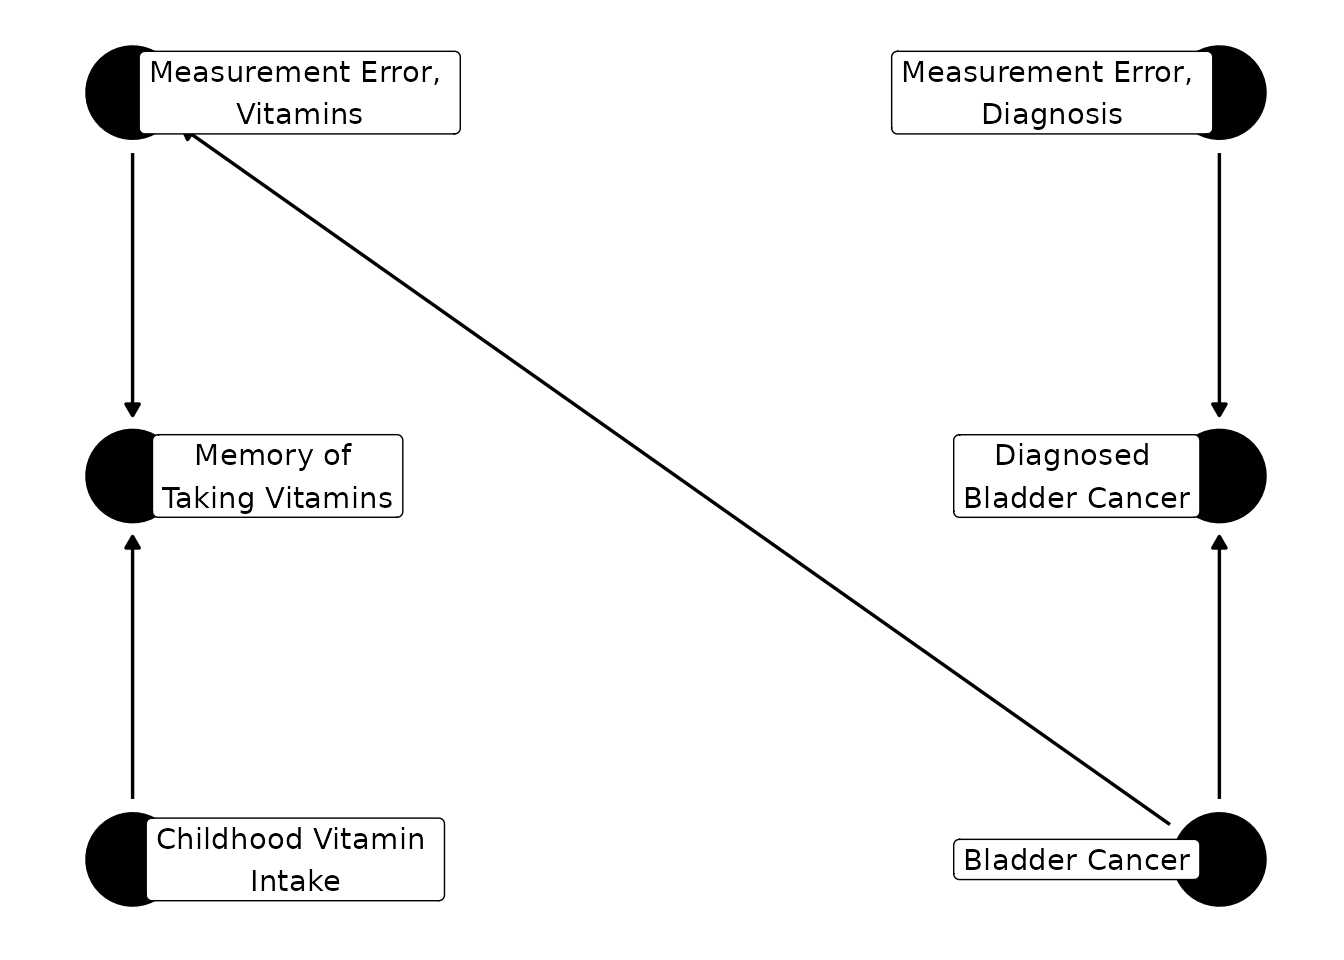 Measurement Error,
Vitamins
Measurement Error,
Diagnosis
Memory of
Taking Vitamins
Diagnosed
Bladder Cancer
Childhood Vitamin
Intake
Bladder Cancer